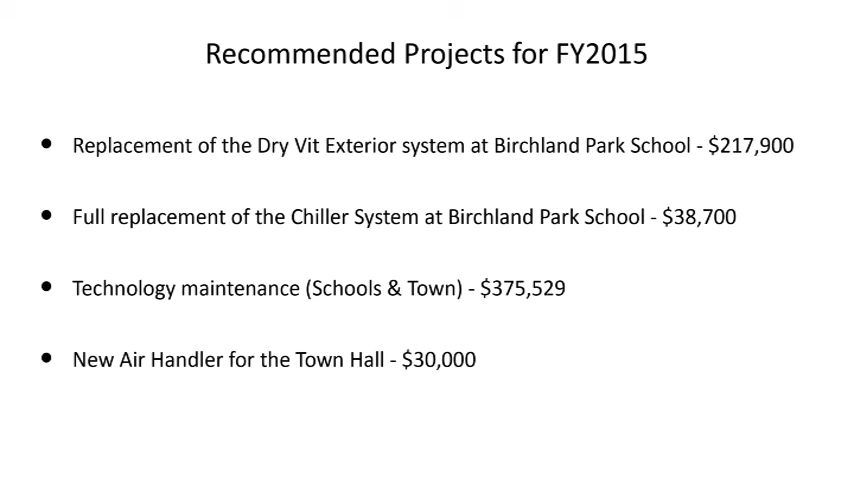 Recommended Projects for FY2015
● Replacement of the Dry Vit Exterior system at Birchland Park School - $217,900
● Full replacement of the Chiller System at Birchland Park School - $38,700
● Technology maintenance (Schools & Town) - $375,529
● New Air Handler for the Town Hall - $30,000